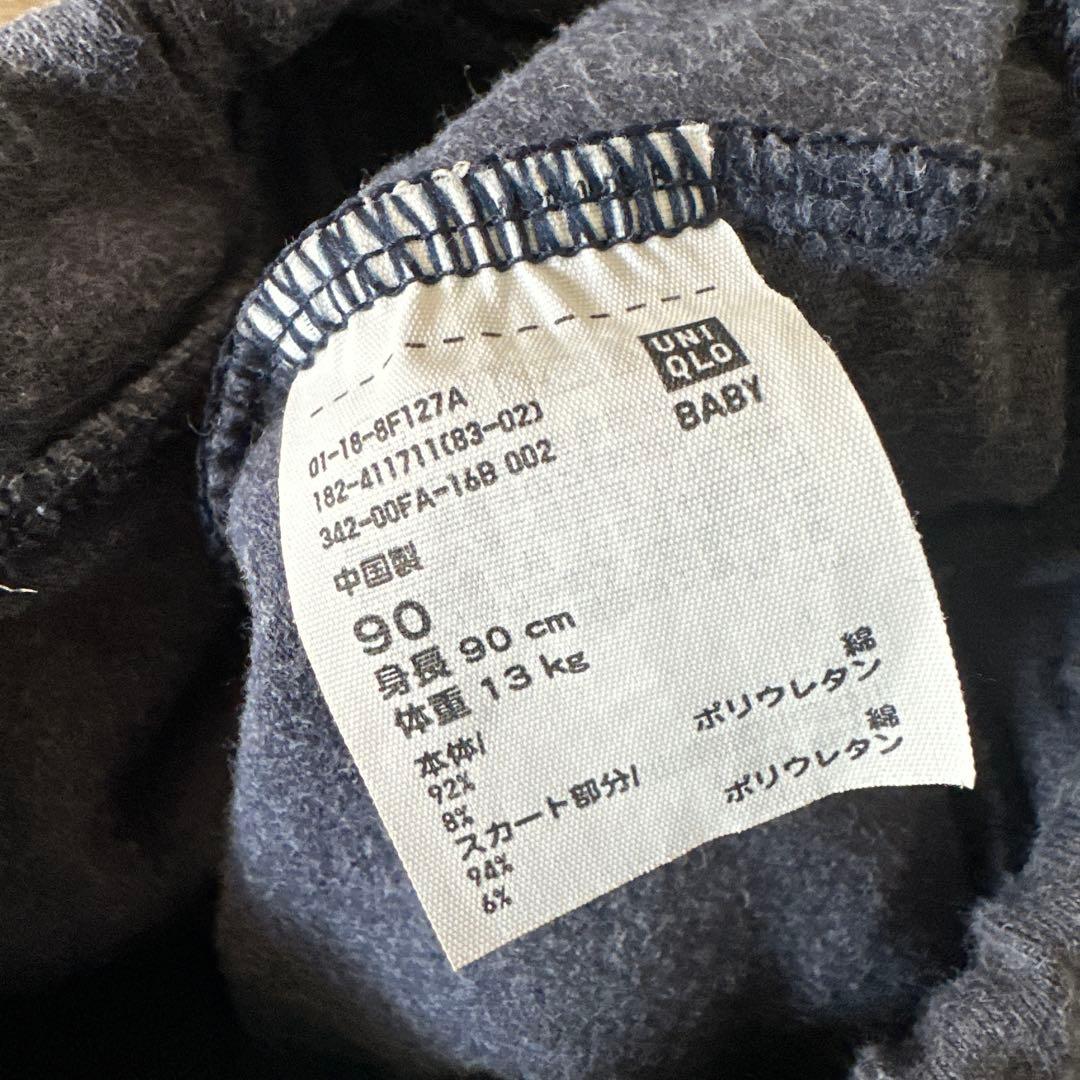 UNI
QLO
BABY
01-18-8F127A
182-411711(83-02)
342-00FA-16B 002
中国製
90
身長 90 cm
体重 13 kg
本体/
92% 綿
8% ポリウレタン
スカート部分/
94% 綿
6% ポリウレタン